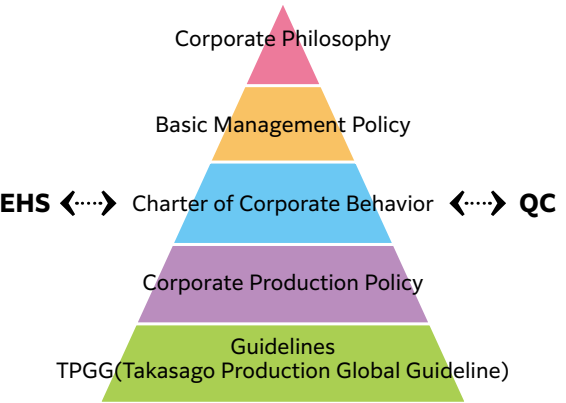 Corporate Philosophy
Basic Management Policy
EHS Charter of Corporate Behavior QC
Corporate Production Policy
Guidelines
TPGG(Takasago Production Global Guideline)